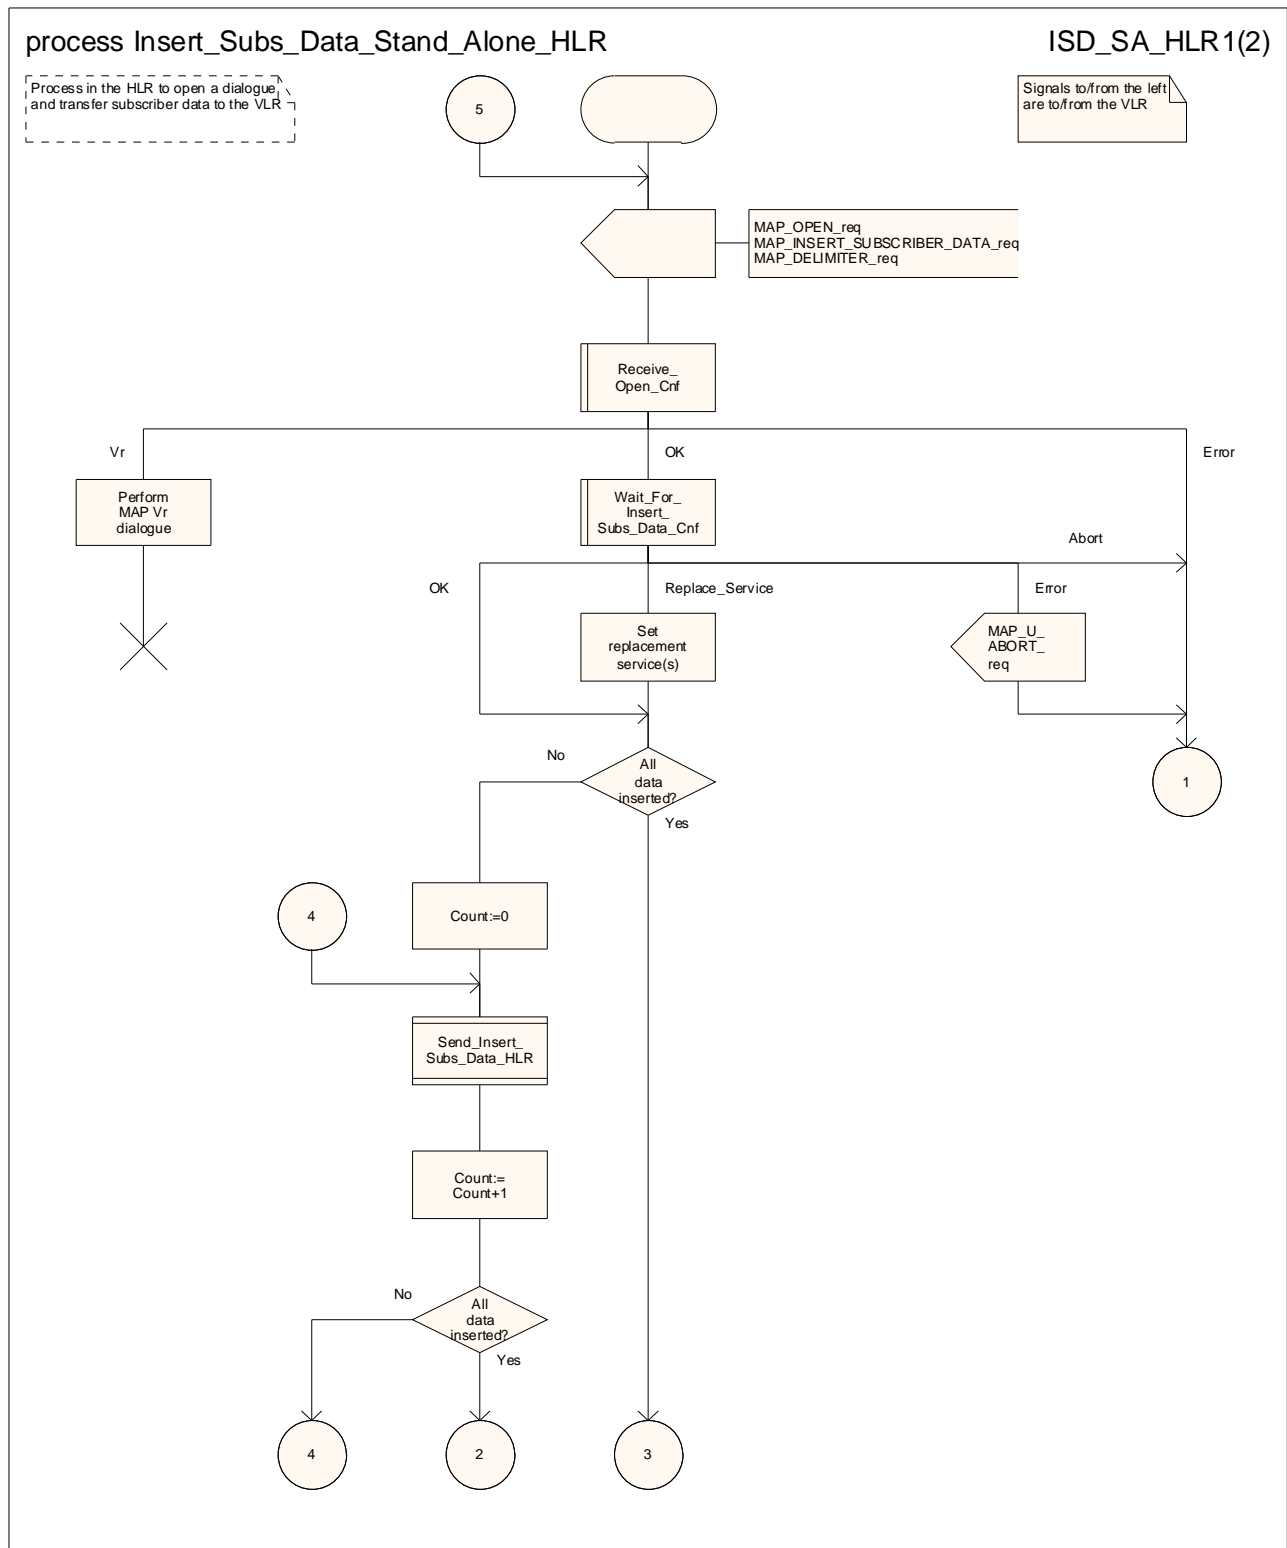 process Insert_Subs_Data_Stand_Alone_HLR
ISD_SA_HLR1(2)
Process in the HLR to open a dialogue
and transfer subscriber data to the VLR
5
Signals to/from the left
are to/from the VLR
MAP_OPEN_req
MAP_INSERT_SUBSCRIBER_DATA_req
MAP_DELIMITER_req
Receive_
Open_Cnf
Vr
OK
Error
Perform
MAP Vr
dialogue
Wait_For_
Insert_
Subs_Data_Cnf
Abort
OK
Replace_Service
Error
Set
replacement
service(s)
MAP_U_
ABORT_
req
No
All
data
inserted?
Yes
1
4
Count:=0
Send_Insert_
Subs_Data_HLR
Count:=
Count+1
No
All
data
inserted?
Yes
4
2
3